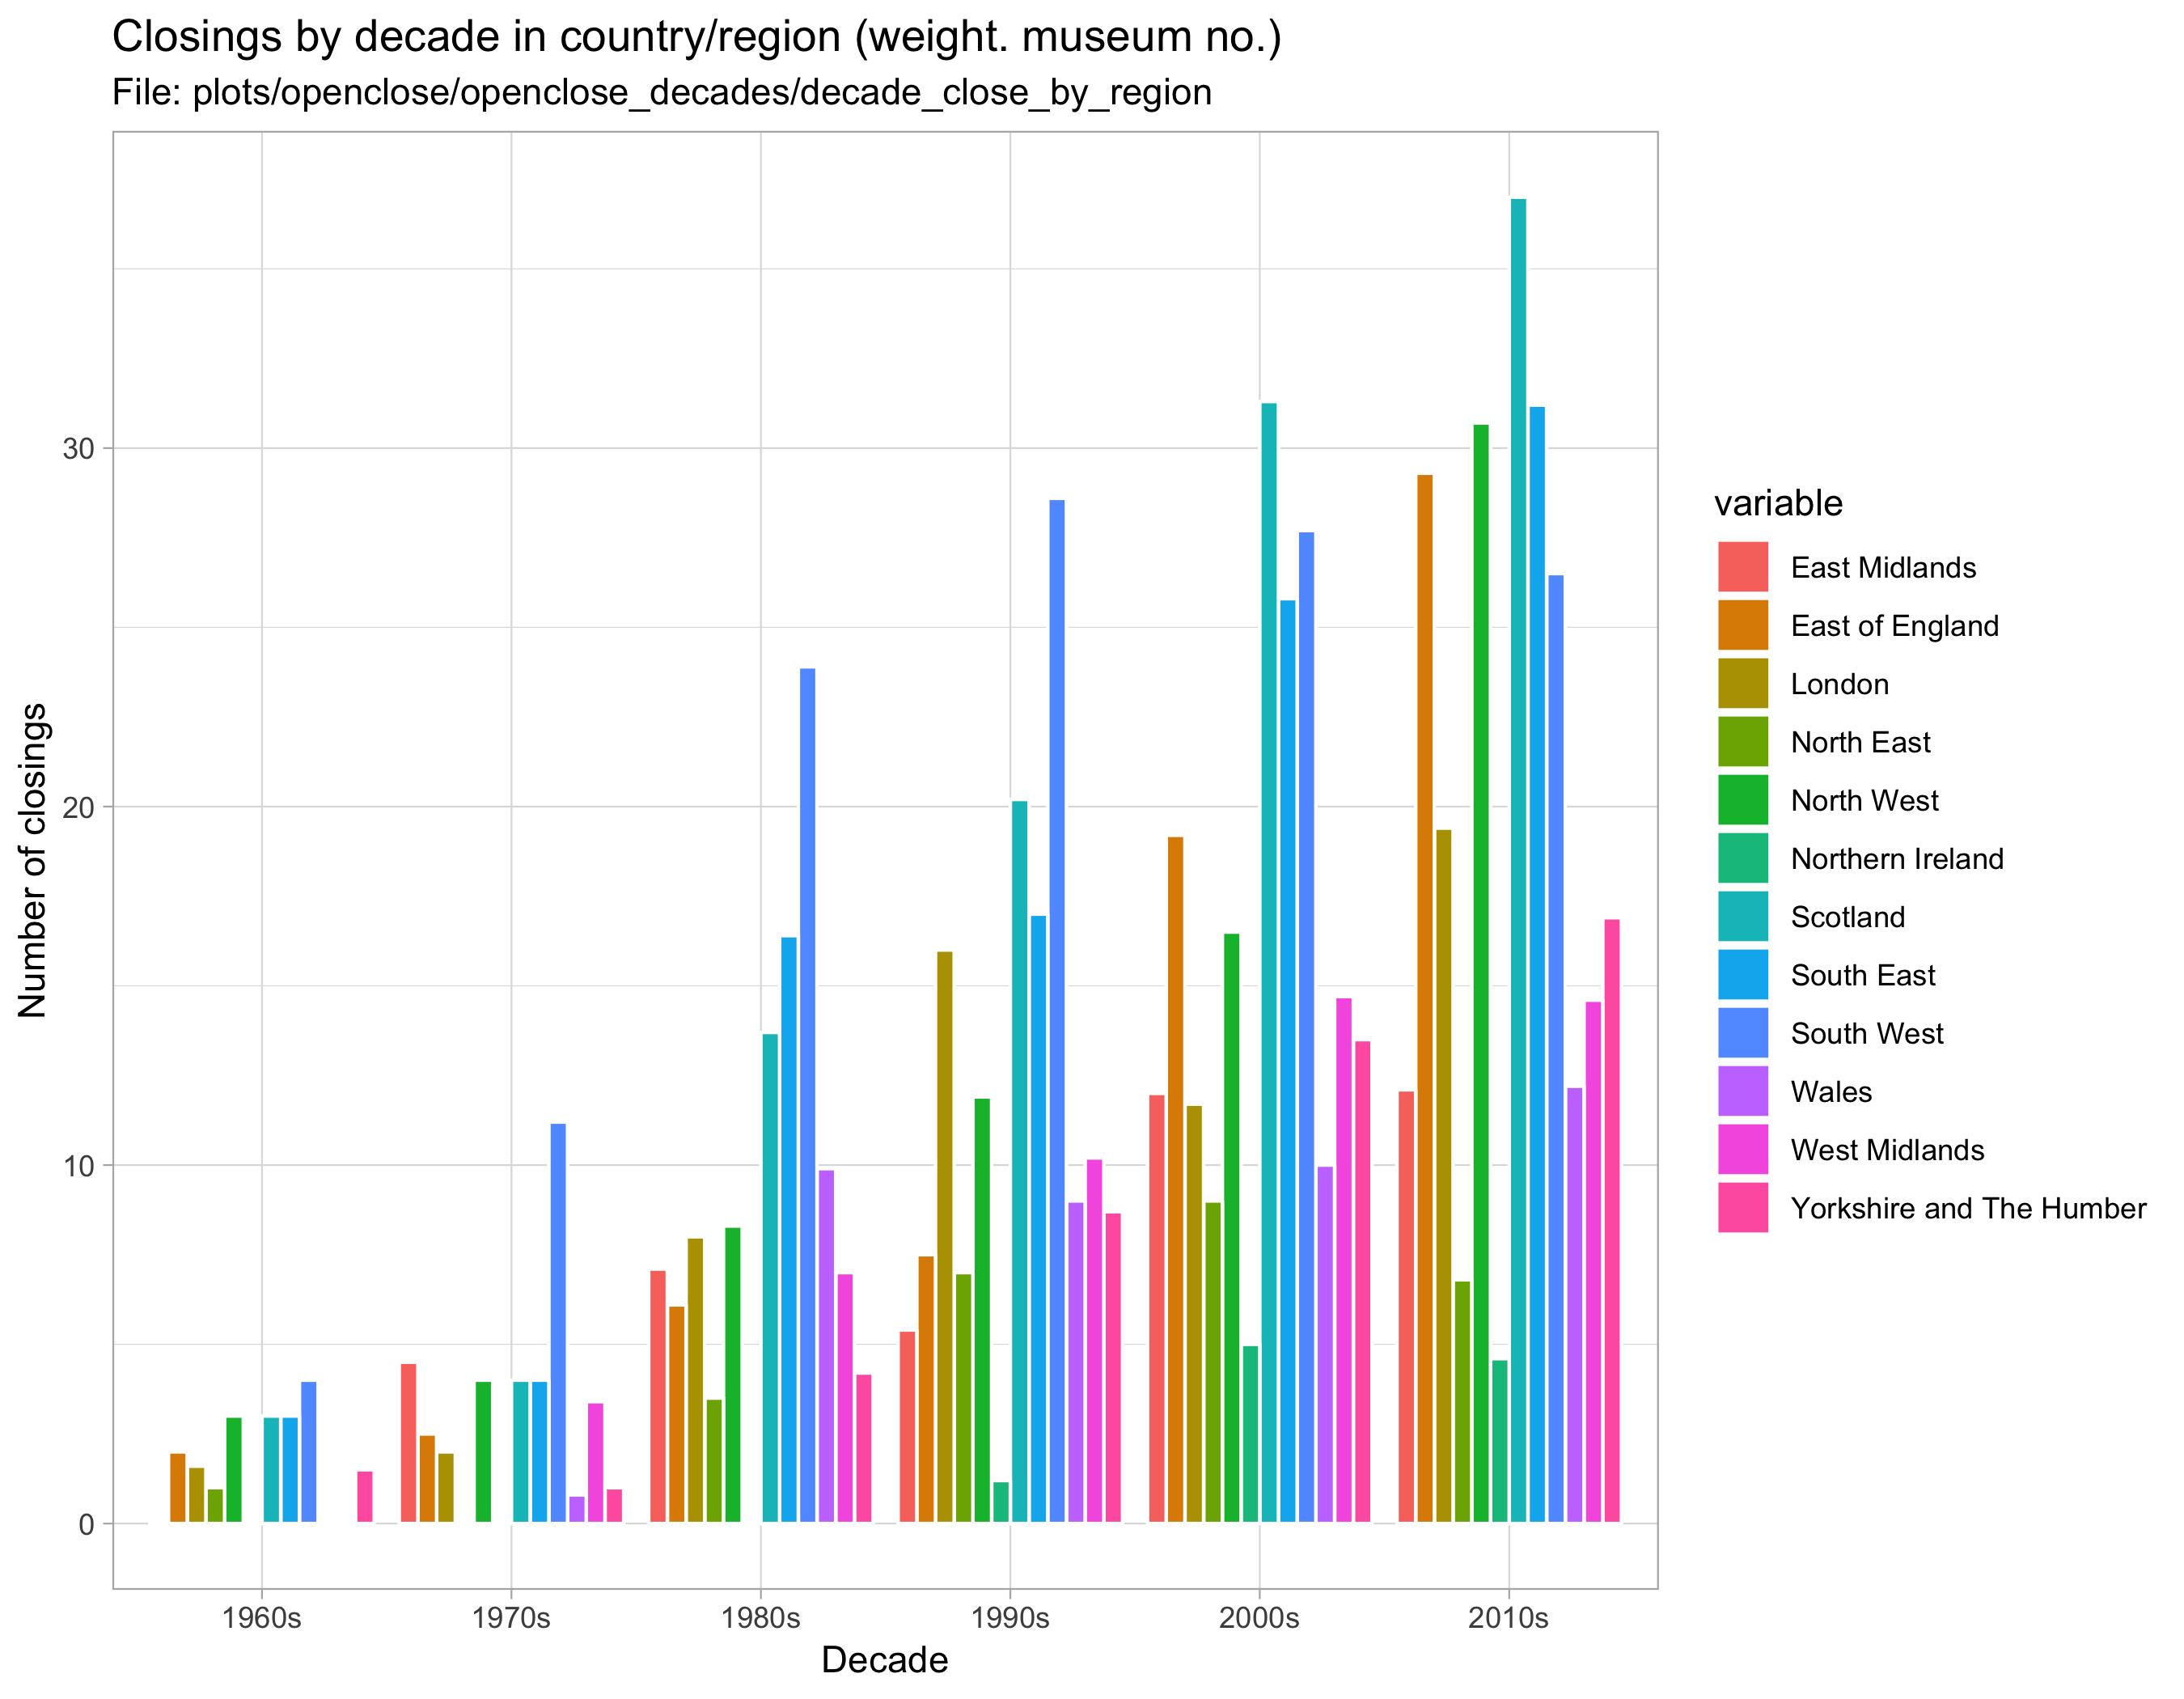 Closings by decade in country/region (weight. museum no.)
File: plots/openclose/openclose_decades/decade_close_by_region
Number of closings
30
20
10
0
1960s
1970s
1980s
1990s
2000s
2010s
Decade
variable
East Midlands
East of England
London
North East
North West
Northern Ireland
Scotland
South East
South West
Wales
West Midlands
Yorkshire and The Humber